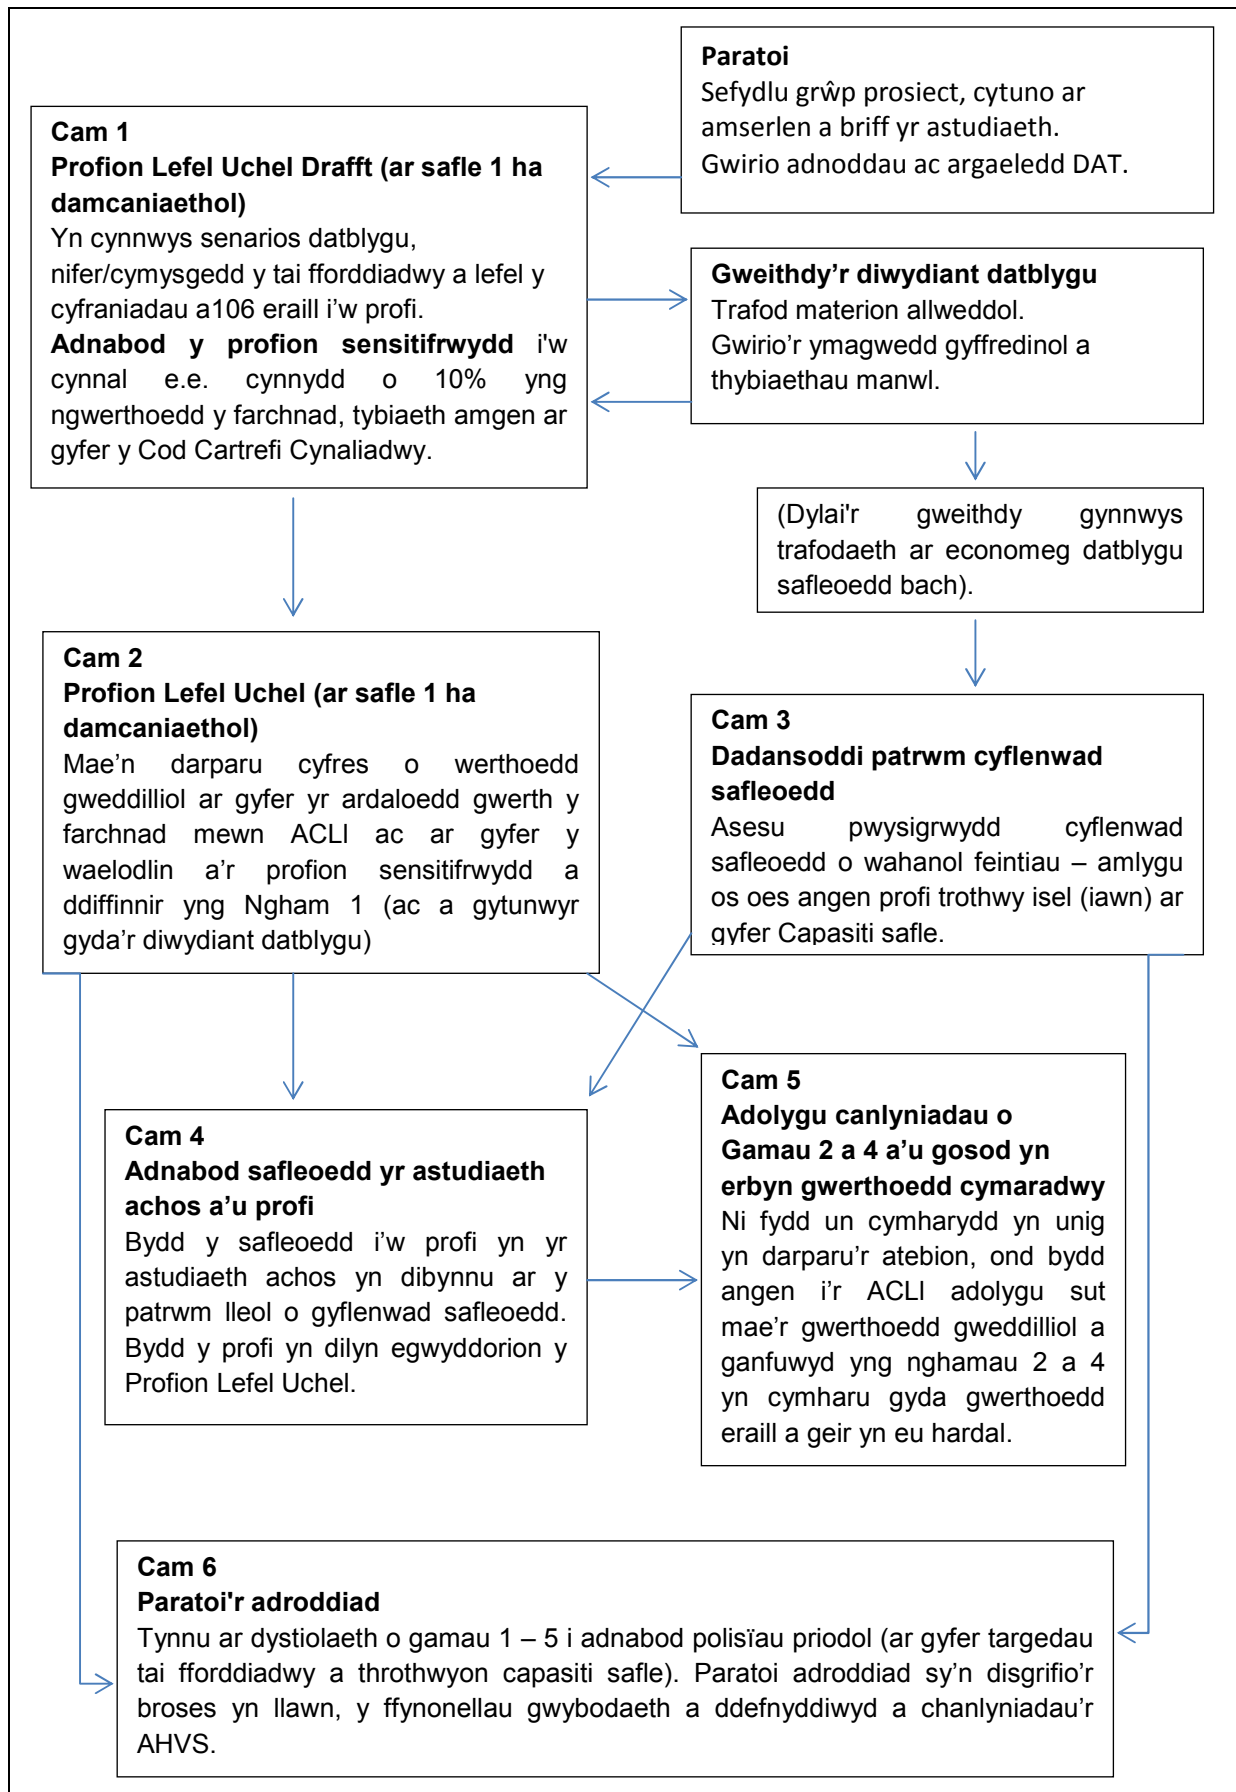 Paratoi
Sefydlu grŵp prosiect, cytuno ar
amserlen a briff yr astudiaeth.
Gwirio adnoddau ac argaeledd DAT.
Cam 1
Profion Lefel Uchel Drafft (ar safle 1 ha
damcaniaethol)
Yn cynnwys senarios datblygu,
nifer/cymysgedd y tai fforddiadwy a lefel y
cyfraniadau a106 eraill i’w profi.
Adnabod y profion sensitifrwydd i'w
cynnal e.e. cynnydd o 10% yng
ngwerthoedd y farchnad, tybiaeth amgen ar
gyfer y Cod Cartrefi Cynaliadwy.
Gweithdy’r diwydiant datblygu
Trafod materion allweddol.
Gwirio’r ymagwedd gyffredinol a
thybiaethau manwl.
(Dylai'r gweithdy gynnwys
trafodaeth ar economeg datblygu
safleoedd bach).
Cam 2
Profion Lefel Uchel (ar safle 1 ha
damcaniaethol)
Mae’n darparu cyfres o werthoedd
gweddilliol ar gyfer yr ardaloedd gwerth y
farchnad mewn ACLl ac ar gyfer y
waelodlin a’r profion sensitifrwydd a
ddiffinnir yng Ngham 1 (ac a gytunwyr
gyda’r diwydiant datblygu)
Cam 3
Dadansoddi patrwm cyflenwad
safleoedd
Asesu pwysigrwydd cyflenwad
safleoedd o wahanol feintiau – amlygu
os oes angen profi trothwy isel (iawn) ar
gyfer Capasiti safle.
Cam 4
Adnabod safleoedd yr astudiaeth
achos a’u profi
Bydd y safleoedd i’w profi yn yr
astudiaeth achos yn dibynnu ar y
patrwm lleol o gyflenwad safleoedd.
Bydd y profi yn dilyn egwyddorion y
Profion Lefel Uchel.
Cam 5
Adolygu canlyniadau o
Gamau 2 a 4 a’u gosod yn
erbyn gwerthoedd cymaradwy
Ni fydd un cymharydd yn unig
yn darparu’r atebion, ond bydd
angen i’r ACLl adolygu sut
mae’r gwerthoedd gweddilliol a
ganfuwyd yng nghamau 2 a 4
yn cymharu gyda gwerthoedd
eraill a geir yn eu hardal.
Cam 6
Paratoi'r adroddiad
Tynnu ar dystiolaeth o gamau 1 – 5 i adnabod polisïau priodol (ar gyfer targedau
tai fforddiadwy a throthwyon capasiti safle). Paratoi adroddiad sy’n disgrifio’r
broses yn llawn, y ffynonellau gwybodaeth a ddefnyddiwyd a chanlyniadau’r
AHVS.